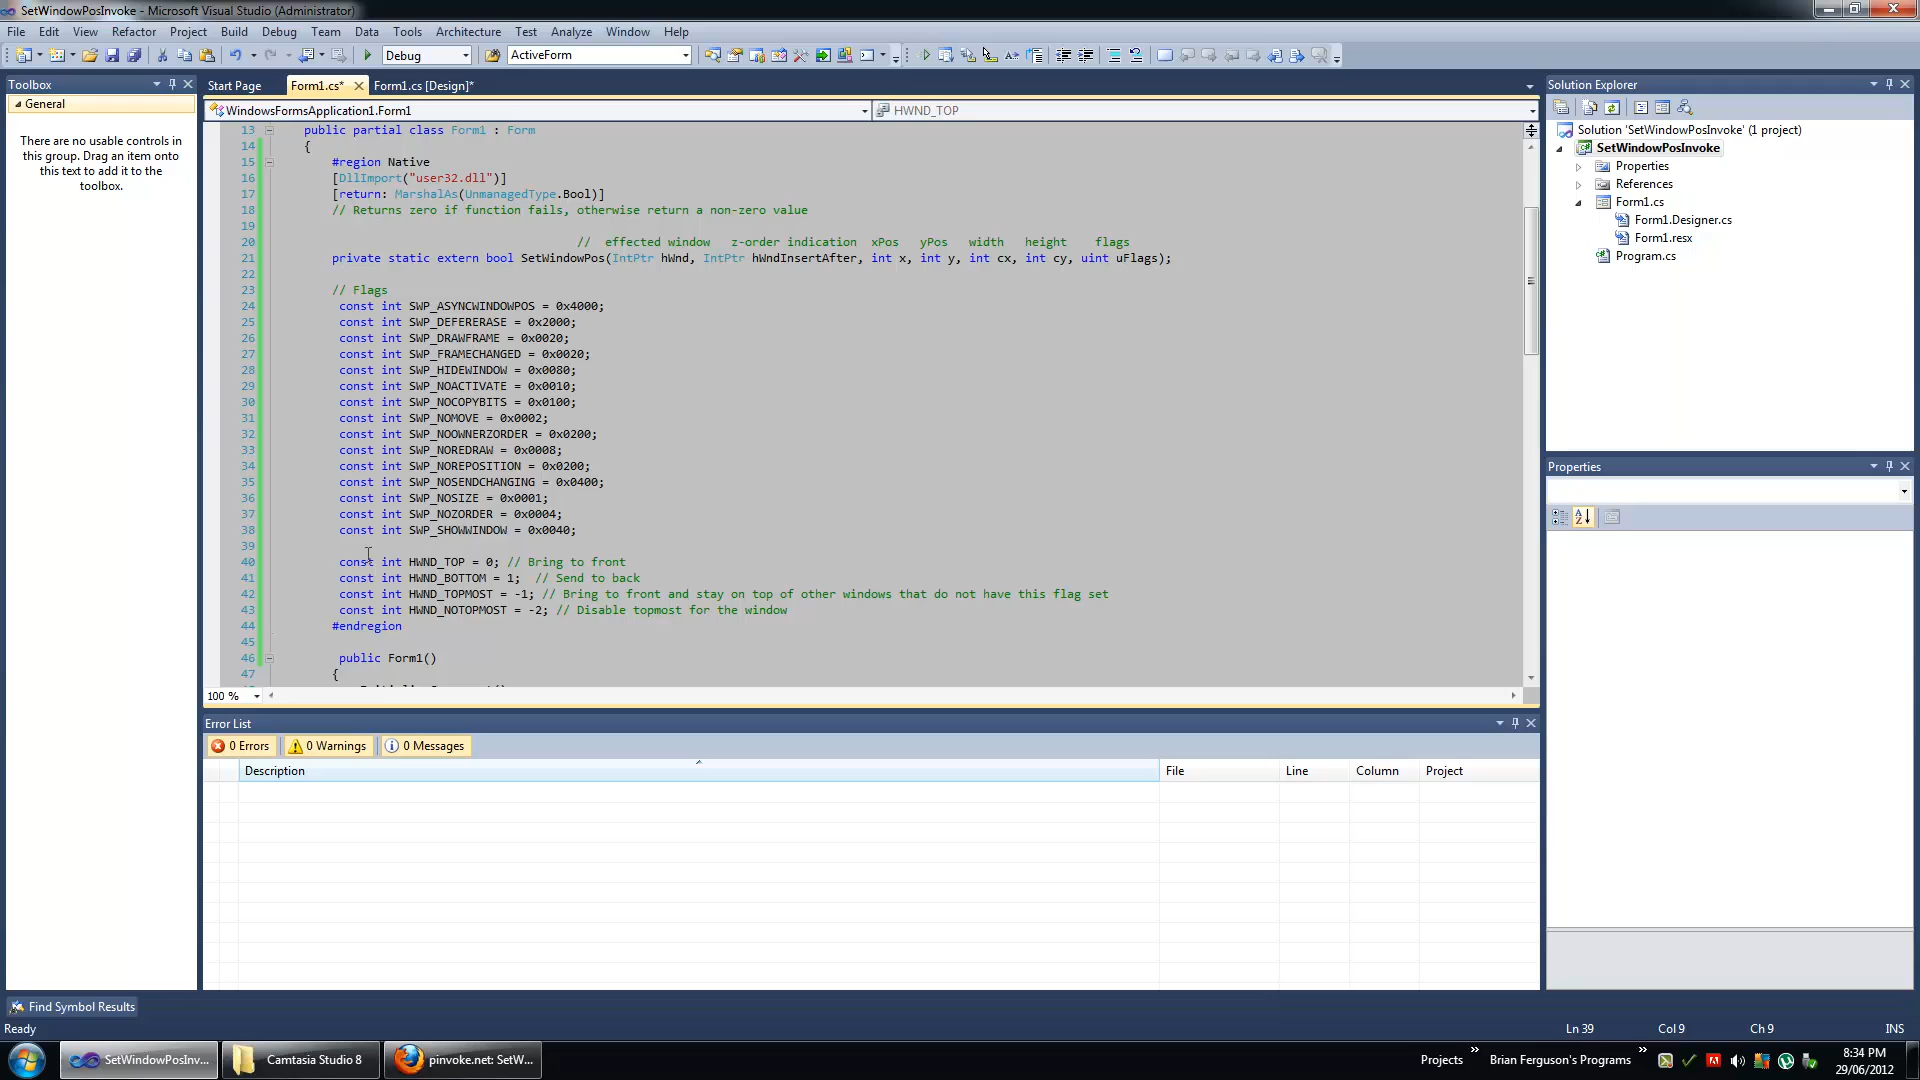 SetWindowPosInvoke - Microsoft Visual Studio (Administrator)
File Edit View Refactor Project Build Debug Team Data Tools Architecture Test Analyze Window Help
Debug ActiveForm
Toolbox
General
There are no usable controls in
this group. Drag an item onto
this text to add it to the
toolbox.
Start Page Form1.cs* Form1.cs [Design]*
WindowsFormsApplication1.Form1 HWND_TOP
13 public partial class Form1 : Form
14 {
15 #region Native
16 [DllImport("user32.dll")]
17 [return: MarshalAs(UnmanagedType.Bool)]
18 // Returns zero if function fails, otherwise return a non-zero value
19
20 // effected window z-order indication xPos yPos width height flags
21 private static extern bool SetWindowPos(IntPtr hWnd, IntPtr hWndInsertAfter, int x, int y, int cx, int cy, uint uFlags);
22
23 // Flags
24 const int SWP_ASYNCWINDOWPOS = 0x4000;
25 const int SWP_DEFERERASE = 0x2000;
26 const int SWP_DRAWFRAME = 0x0020;
27 const int SWP_FRAMECHANGED = 0x0020;
28 const int SWP_HIDEWINDOW = 0x0080;
29 const int SWP_NOACTIVATE = 0x0010;
30 const int SWP_NOCOPYBITS = 0x0100;
31 const int SWP_NOMOVE = 0x0002;
32 const int SWP_NOOWNERZORDER = 0x0200;
33 const int SWP_NOREDRAW = 0x0008;
34 const int SWP_NOREPOSITION = 0x0200;
35 const int SWP_NOSENDCHANGING = 0x0400;
36 const int SWP_NOSIZE = 0x0001;
37 const int SWP_NOZORDER = 0x0004;
38 const int SWP_SHOWWINDOW = 0x0040;
39
40 const int HWND_TOP = 0; // Bring to front
41 const int HWND_BOTTOM = 1; // Send to back
42 const int HWND_TOPMOST = -1; // Bring to front and stay on top of other windows that do not have this flag set
43 const int HWND_NOTOPMOST = -2; // Disable topmost for the window
44 #endregion
45
46 public Form1()
47 {
100 %
Error List
0 Errors 0 Warnings 0 Messages
Description File Line Column Project
Solution Explorer
Solution 'SetWindowPosInvoke' (1 project)
SetWindowPosInvoke
Properties
References
Form1.cs
Form1.Designer.cs
Form1.resx
Program.cs
Properties
Find Symbol Results
Ready Ln 39 Col 9 Ch 9 INS
SetWindowPosInv... Camtasia Studio 8 pinvoke.net: SetW... Projects » Brian Ferguson's Programs » 8:34 PM
29/06/2012